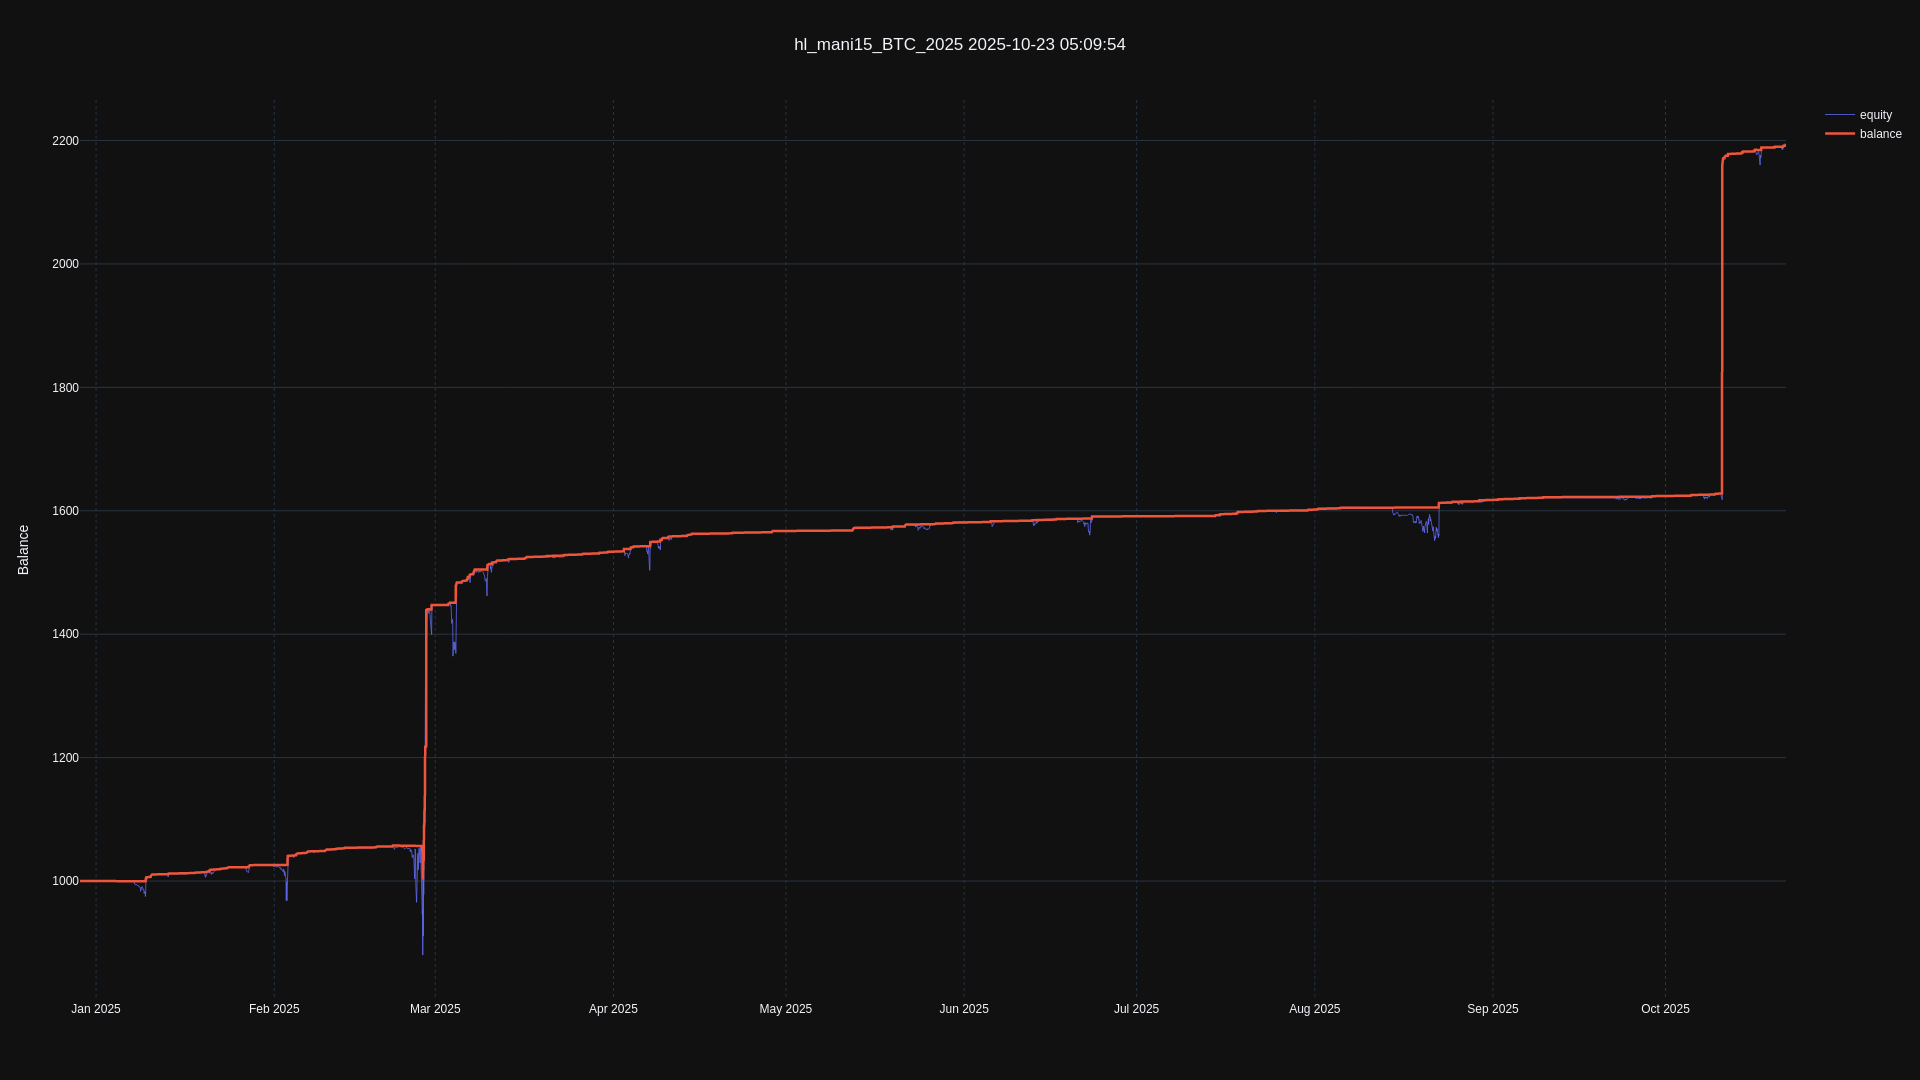 hl_mani15_BTC_2025 2025-10-23 05:09:54
equity
balance
2200
2000
1800
1600
1400
1200
1000
Balance
Jan 2025
Feb 2025
Mar 2025
Apr 2025
May 2025
Jun 2025
Jul 2025
Aug 2025
Sep 2025
Oct 2025